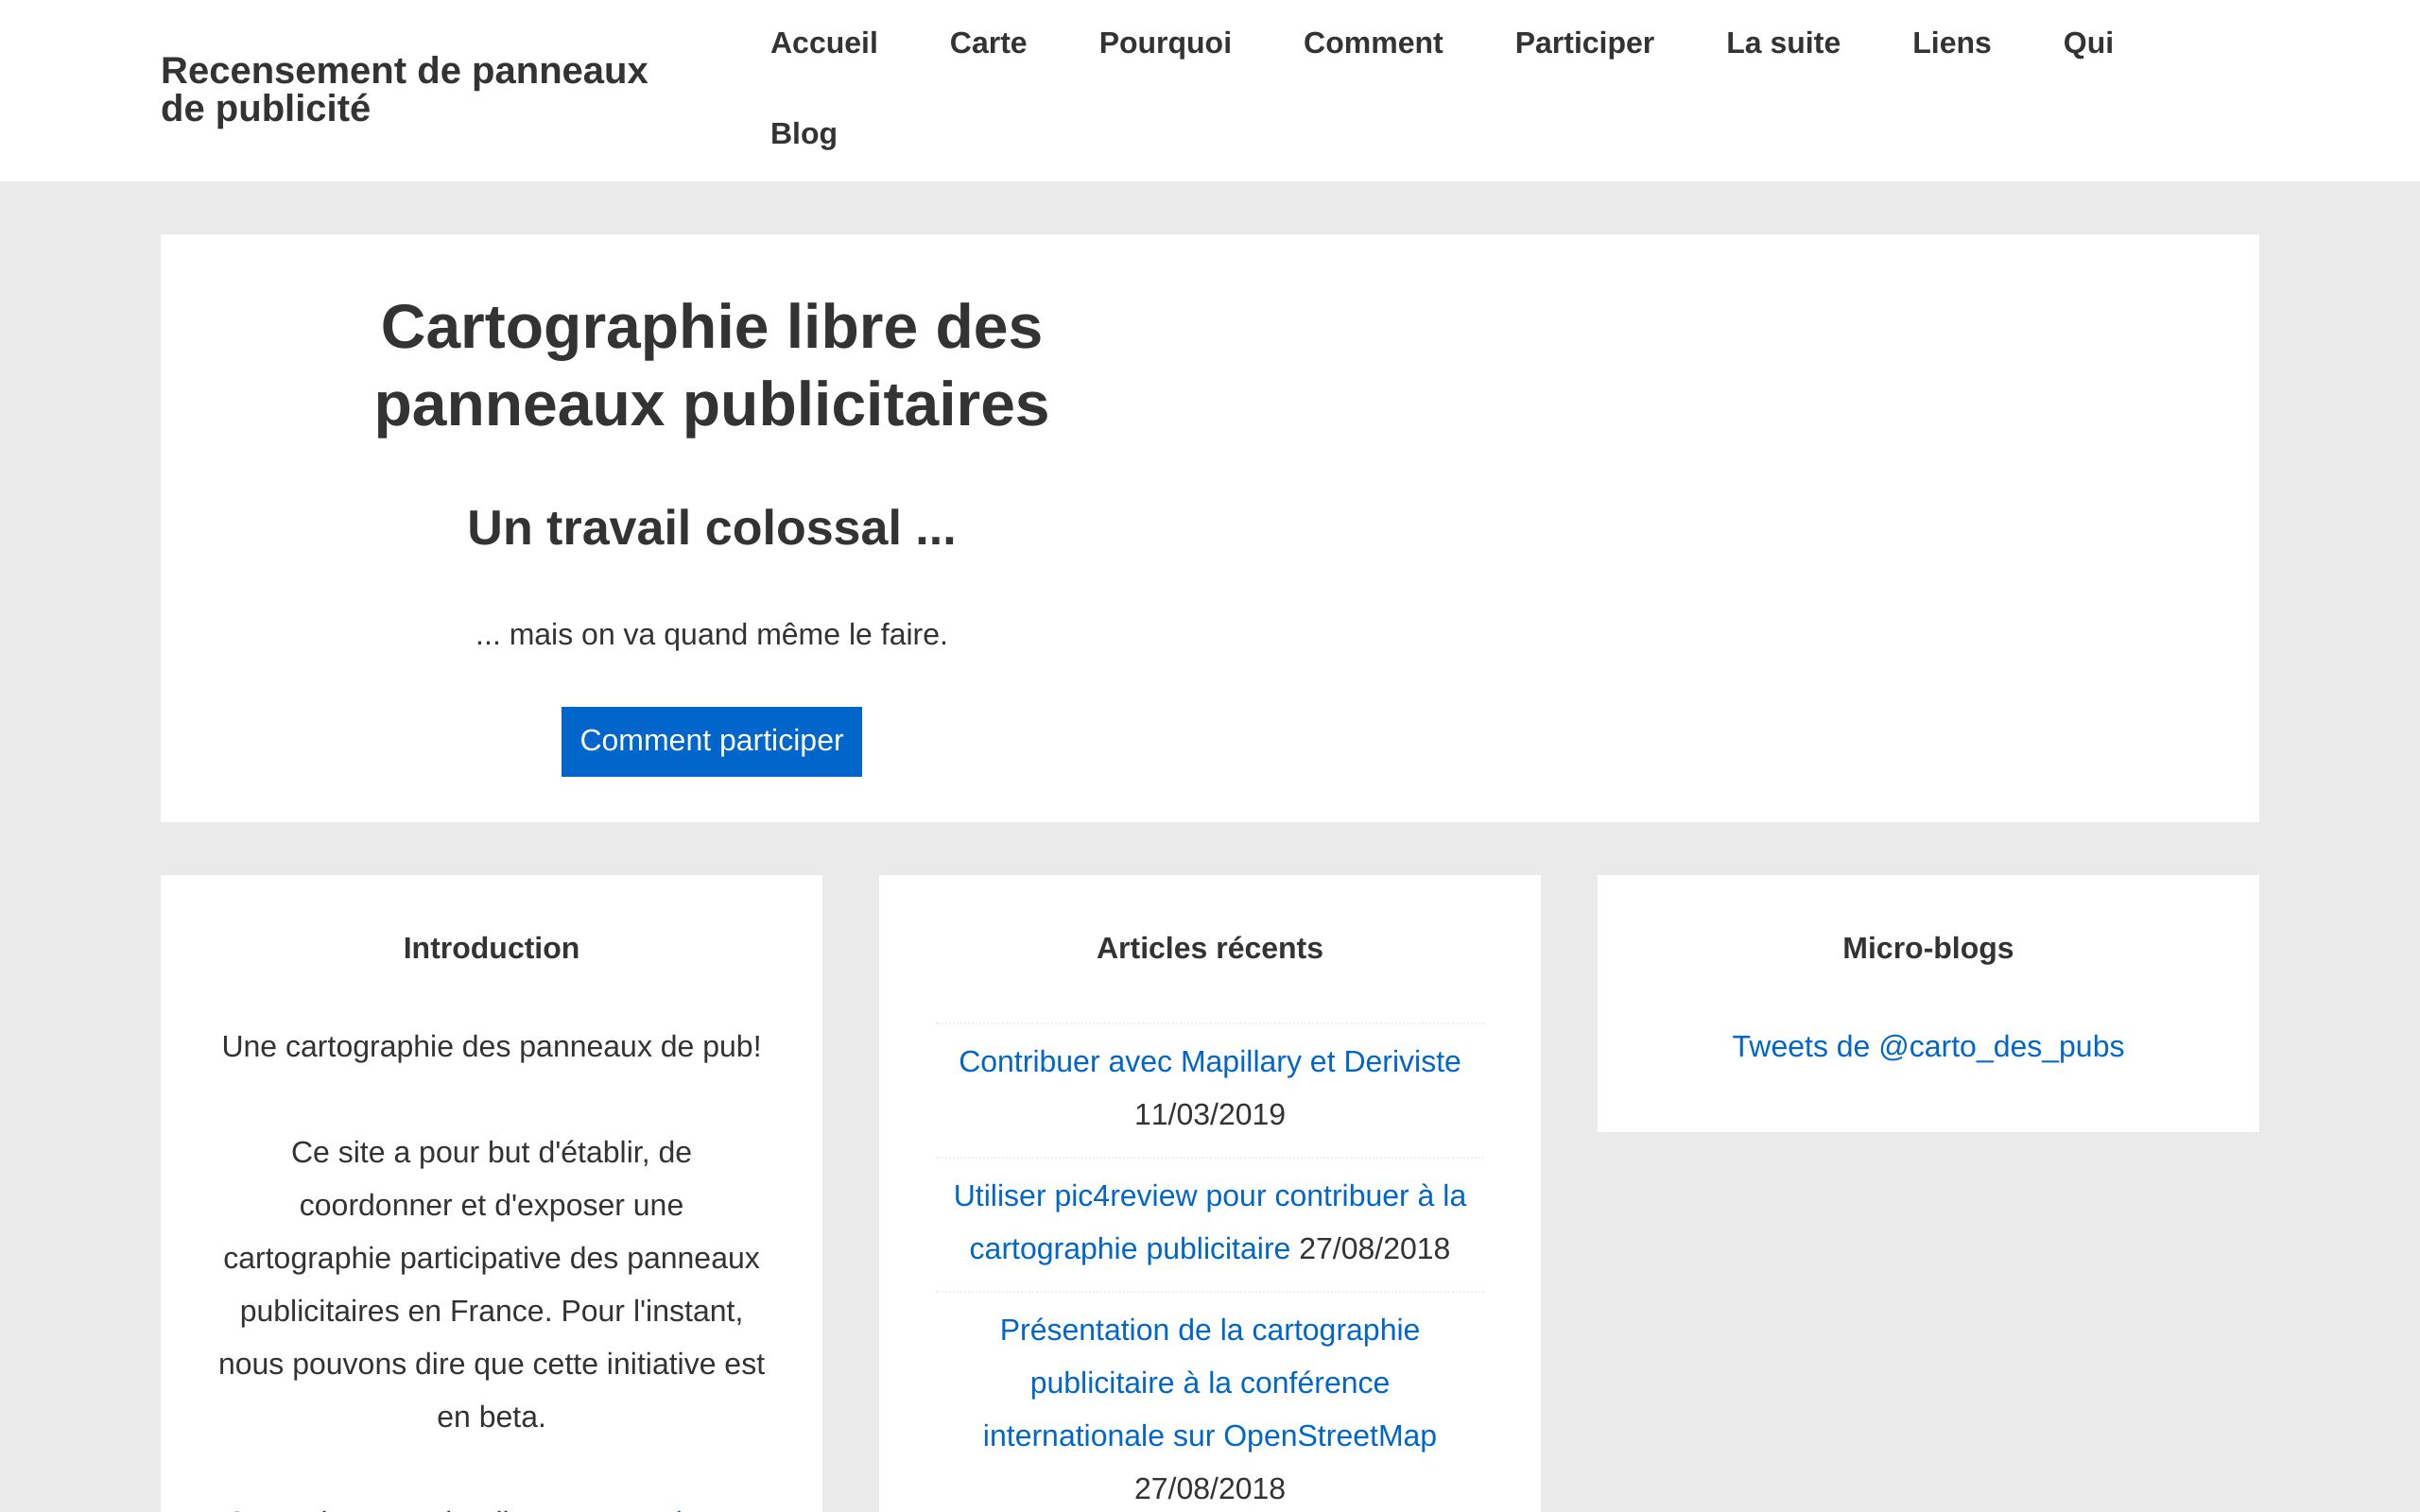 Recensement de panneaux
de publicité
Accueil Carte Pourquoi Comment Participer La suite Liens Qui
Blog
Cartographie libre des
panneaux publicitaires
Un travail colossal ...
... mais on va quand même le faire.
Comment participer
Introduction
Une cartographie des panneaux de pub!
Ce site a pour but d'établir, de
coordonner et d'exposer une
cartographie participative des panneaux
publicitaires en France. Pour l'instant,
nous pouvons dire que cette initiative est
en beta.
Articles récents
Contribuer avec Mapillary et Deriviste
11/03/2019
Utiliser pic4review pour contribuer à la
cartographie publicitaire 27/08/2018
Présentation de la cartographie
publicitaire à la conférence
internationale sur OpenStreetMap
27/08/2018
Micro-blogs
Tweets de @carto_des_pubs